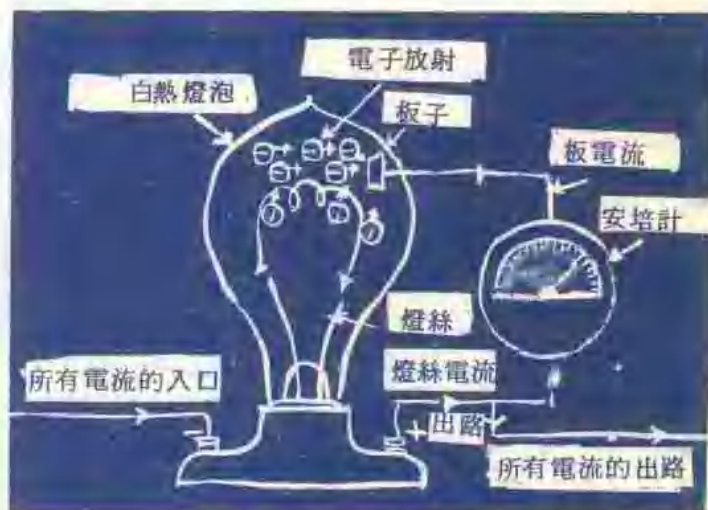 電子放射
白熱燈泡
板子
板電流
安培計
燈絲
所有電流的入口
燈絲電流
出路
所有電流的出路
− +